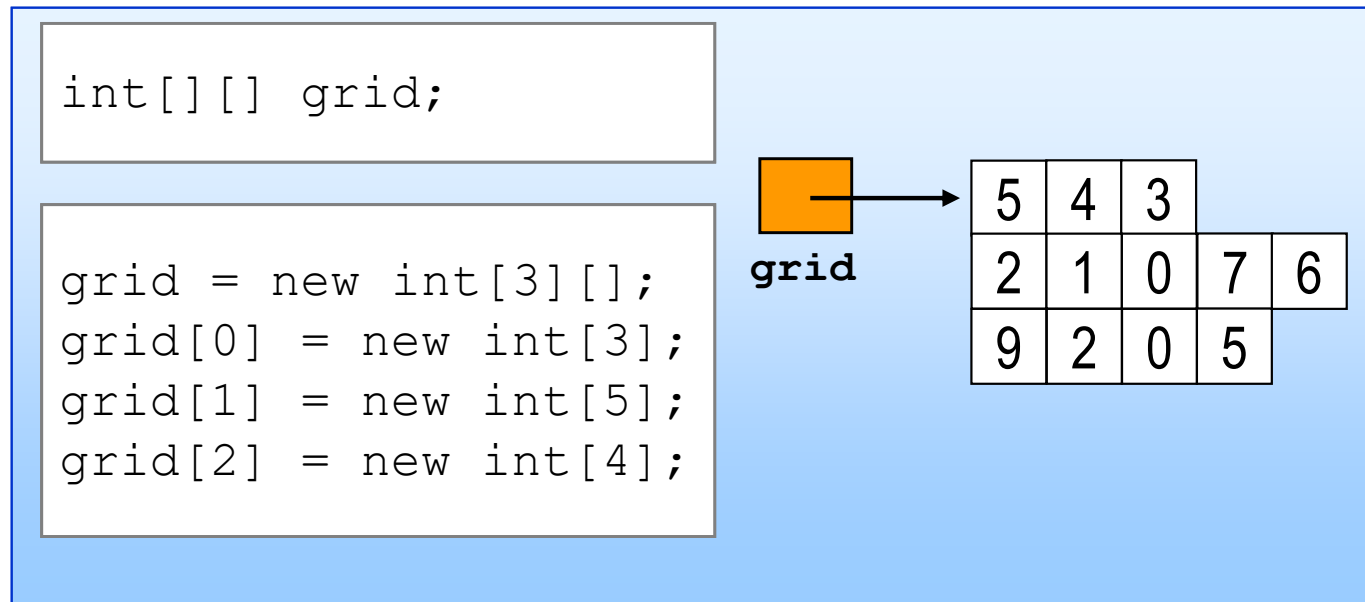 int[][] grid;
grid = new int[3][];
grid[0] = new int[3];
grid[1] = new int[5];
grid[2] = new int[4];
grid
5 4 3
2 1 0 7 6
9 2 0 5